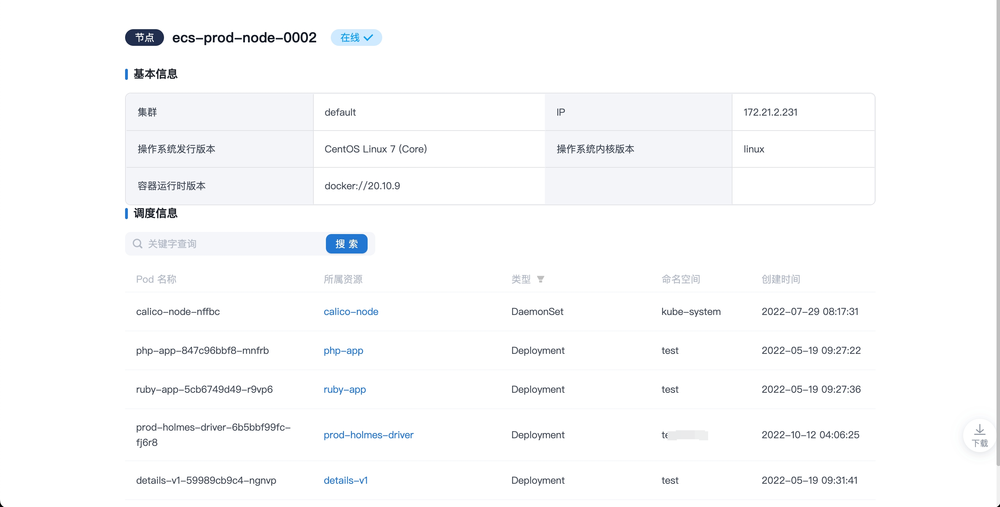 节点 ecs-prod-node-0002 在线
基本信息
集群 default IP 172.21.2.231
操作系统发行版本 CentOS Linux 7 (Core) 操作系统内核版本 linux
容器运行时版本 docker://20.10.9
调度信息
关键字查询 搜索
Pod 名称 所属资源 类型 命名空间 创建时间
calico-node-nffbc calico-node DaemonSet kube-system 2022-07-29 08:17:31
php-app-847c96bbf8-mnfrb php-app Deployment test 2022-05-19 09:27:22
ruby-app-5cb6749d49-r9vp6 ruby-app Deployment test 2022-05-19 09:27:36
prod-holmes-driver-6b5bbf99fc-
fj6r8 prod-holmes-driver Deployment 2022-10-12 04:06:25
下载
details-v1-59989cb9c4-ngnvp details-v1 Deployment test 2022-05-19 09:31:41